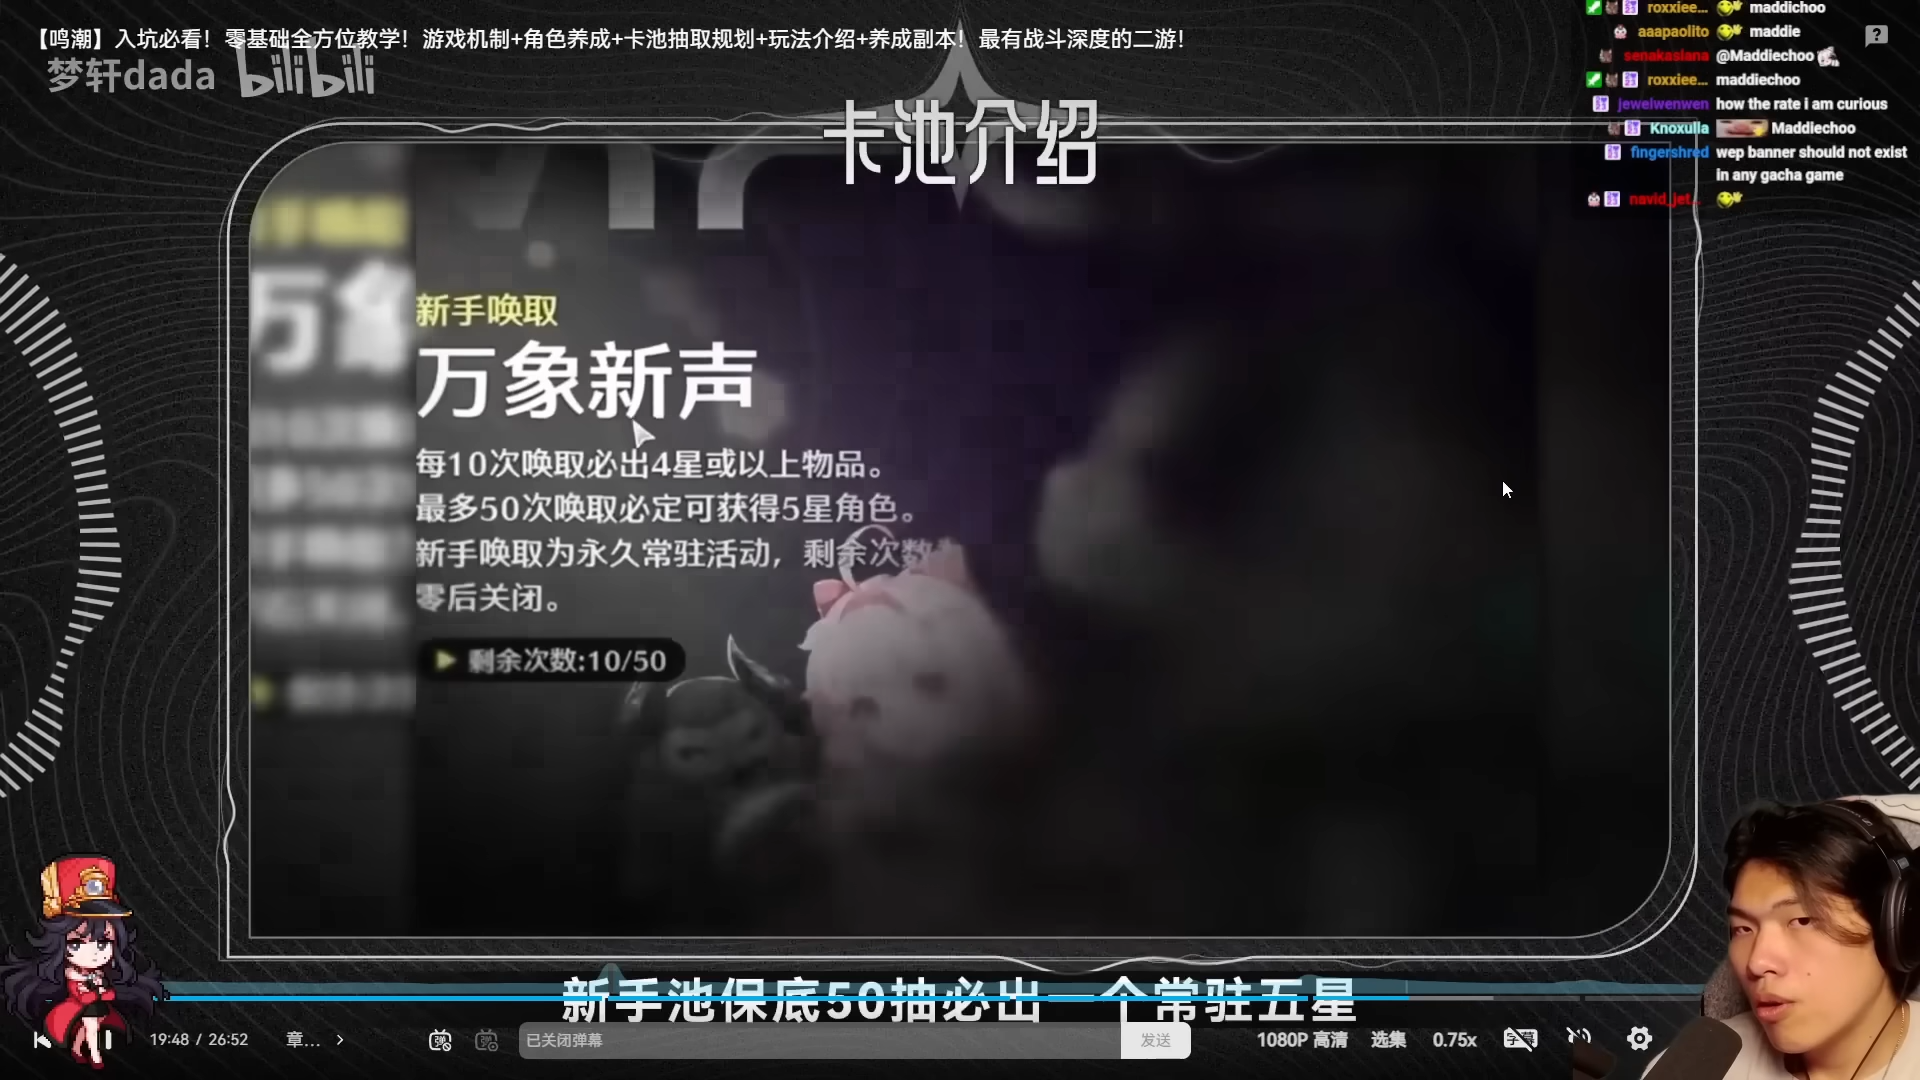 【鸣潮】入坑必看！零基础全方位教学！游戏机制+角色养成+卡池抽取规划+玩法介绍+养成副本！最有战斗深度的二游！
梦轩dada bilibili
卡池介绍
roxxiee... maddichoo
aaapaolito maddie
senakasiana @Maddiechoo
roxxiee... maddiechoo
jewelwenwen how the rate i am curious
Knoxulla Maddiechoo
fingershred wep banner should not exist
in any gacha game
navid_jet...
新手唤取
万象
万象新声
每10次唤取必出4星或以上物品。
最多50次唤取必定可获得5星角色。
新手唤取为永久常驻活动，剩余次数为
零后关闭。
剩余次数:10/50
新手池保底50抽必出一个常驻五星
19:48 / 26:52
章...
已关闭弹幕
发送
1080P 高清
选集
0.75x